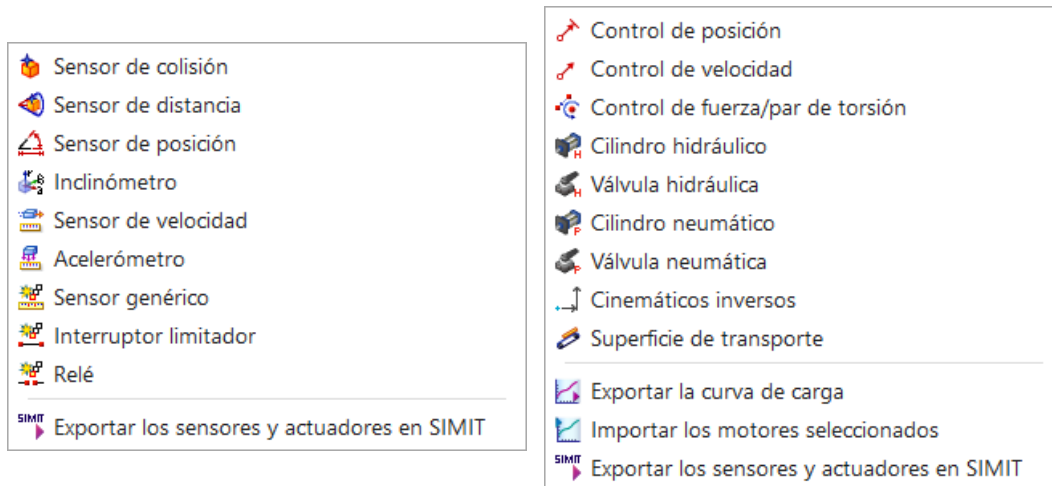 Sensor de colisión
Sensor de distancia
Sensor de posición
Inclinómetro
Sensor de velocidad
Acelerómetro
Sensor genérico
Interruptor limitador
Relé
SIMIT Exportar los sensores y actuadores en SIMIT
Control de posición
Control de velocidad
Control de fuerza/par de torsión
H Cilindro hidráulico
H Válvula hidráulica
P Cilindro neumático
P Válvula neumática
Cinemáticos inversos
Superficie de transporte
Exportar la curva de carga
Importar los motores seleccionados
SIMIT Exportar los sensores y actuadores en SIMIT